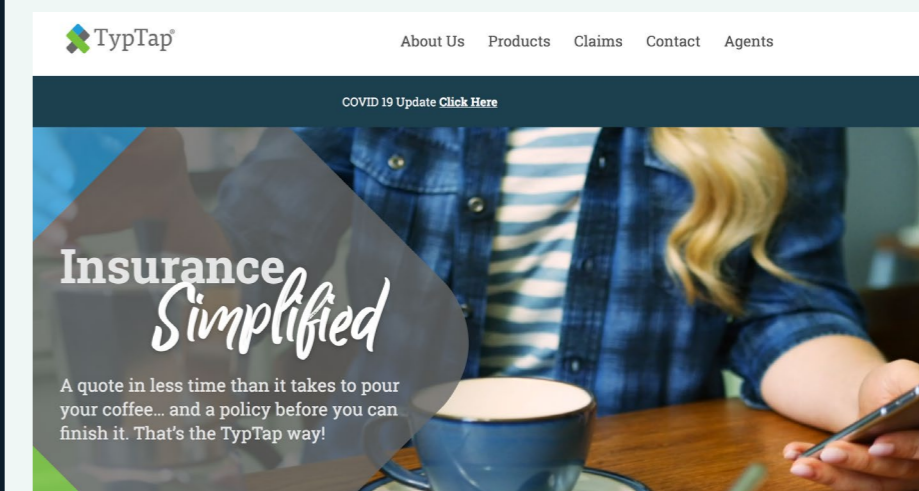 TypTap®
About Us Products Claims Contact Agents
COVID 19 Update Click Here
Insurance
Simplified
A quote in less time than it takes to pour
your coffee... and a policy before you can
finish it. That's the TypTap way!